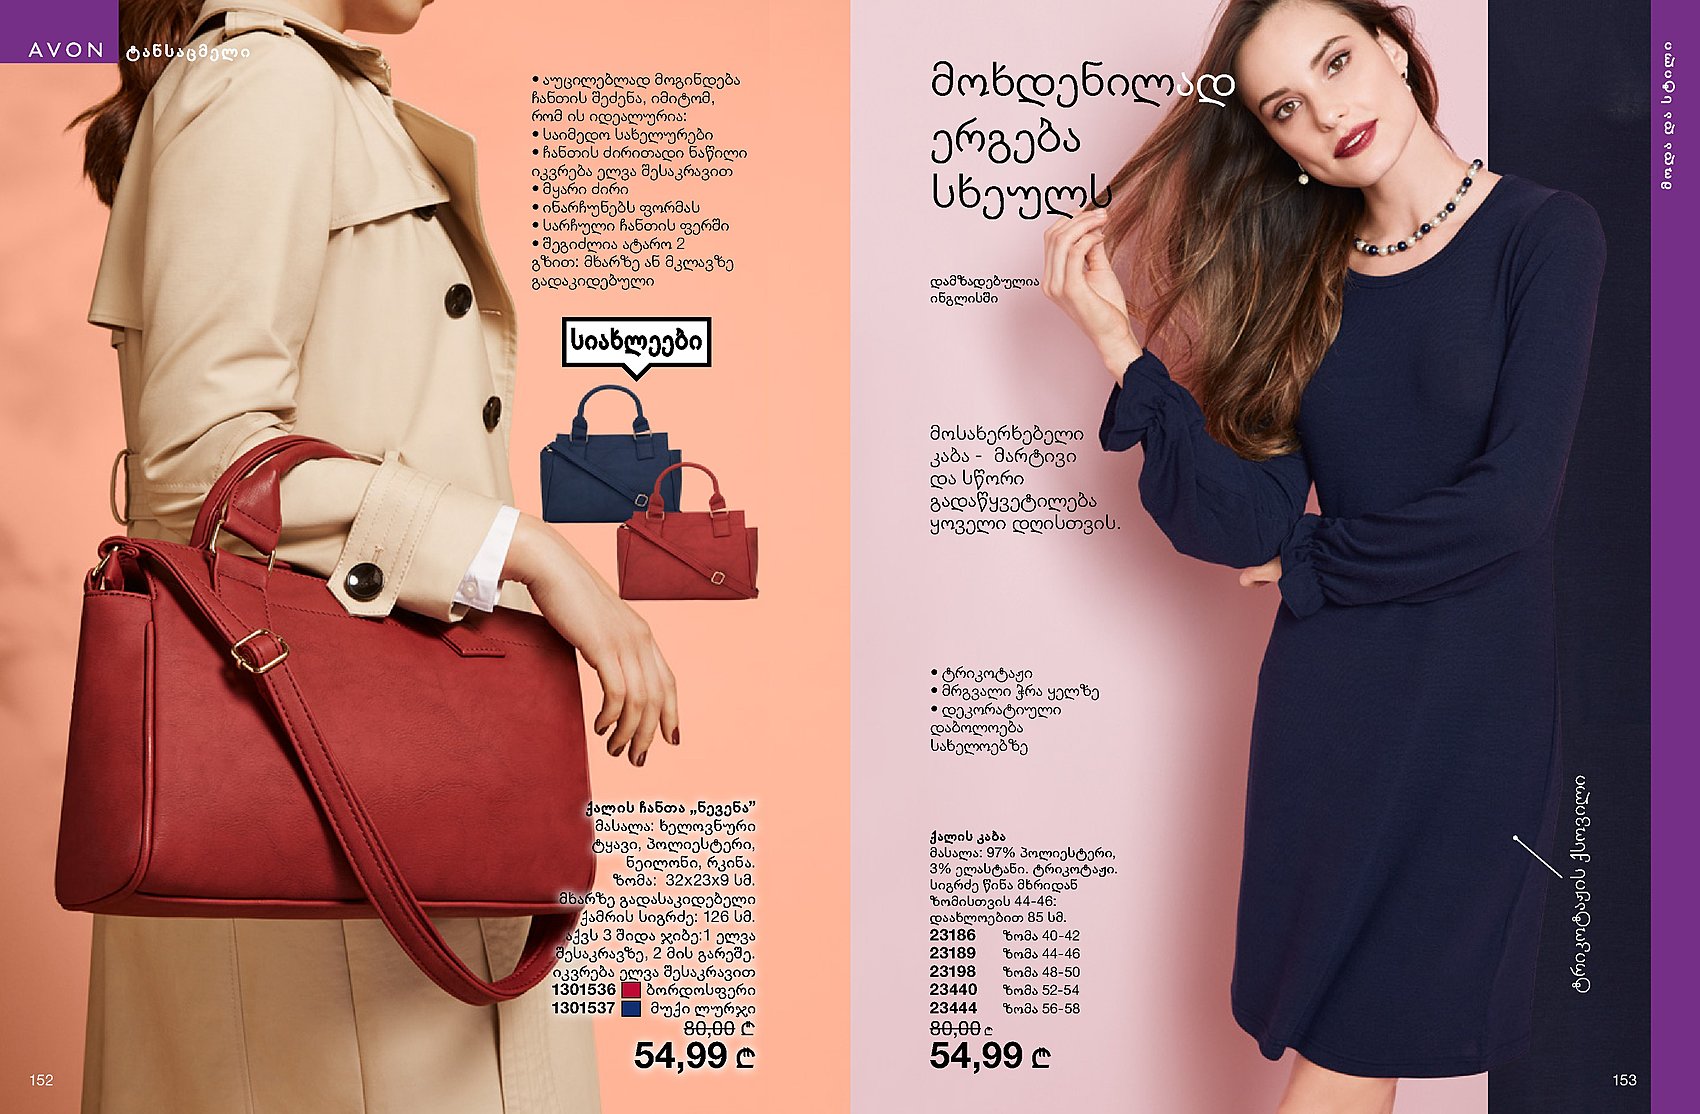 AVON ტანსაცმელი
• აუცილებლად მოგინდება
ჩანთის შეძენა, იმიტომ,
რომ ის იდეალურია:
• საიმედო სახელურები
• ჩანთის ძირითადი ნაწილი
იკვრება ელვა შესაკრავით
• მყარი ძირი
• ინარჩუნებს ფორმას
• სარჩული ჩანთის ფერში
• შეგიძლია ატარო 2
გზით: მხარზე ან მკლავზე
გადაკიდებული
სიახლეები
ქალის ჩანთა „ნევენა”
მასალა: ხელოვნური
ტყავი, პოლიესტერი,
ნეილონი, რკინა.
ზომა: 32x23x9 სმ.
მხარზე გადასაკიდებელი
ქამრის სიგრძე: 126 სმ.
აქვს 3 შიდა ჯიბე:1 ელვა
შესაკრავზე, 2 მის გარეშე.
იკვრება ელვა შესაკრავით
1301536 ბორდოსფერი
1301537 მუქი ლურჯი
80,00 ₾
54,99 ₾
152
მოხდენილად
ერგება
სხეულს
დამზადებულია
ინგლისში
მოსახერხებელი
კაბა - მარტივი
და სწორი
გადაწყვეტილება
ყოველი დღისთვის.
• ტრიკოტაჟი
• მრგვალი ჭრა ყელზე
• დეკორატიული
დაბოლოება
სახელოებზე
ქალის კაბა
მასალა: 97% პოლიესტერი,
3% ელასტანი. ტრიკოტაჟი.
სიგრძე წინა მხრიდან
ზომისთვის 44-46:
დაახლოებით 85 სმ.
23186 ზომა 40-42
23189 ზომა 44-46
23198 ზომა 48-50
23440 ზომა 52-54
23444 ზომა 56-58
80,00 ₾
54,99 ₾
ტრიკოტაჟის ქსოვილი
მოდა და სტილი
153